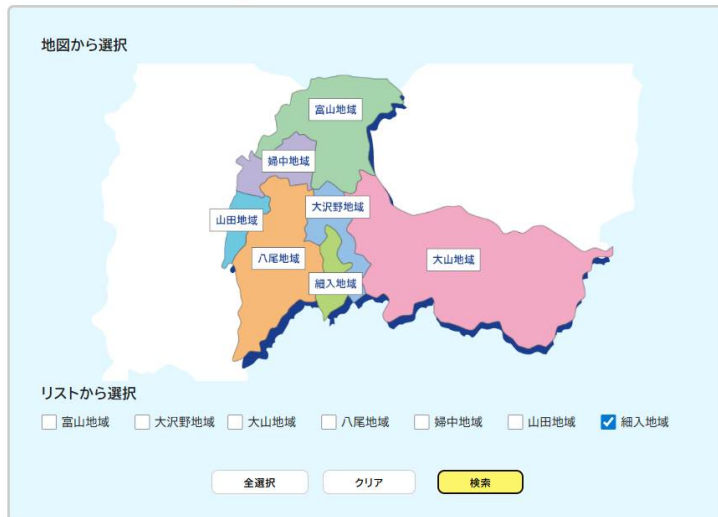 地図から選択
富山地域
婦中地域
山田地域
大沢野地域
八尾地域
大山地域
細入地域
リストから選択
富山地域 大沢野地域 大山地域 八尾地域 婦中地域 山田地域 細入地域
全選択 クリア 検索